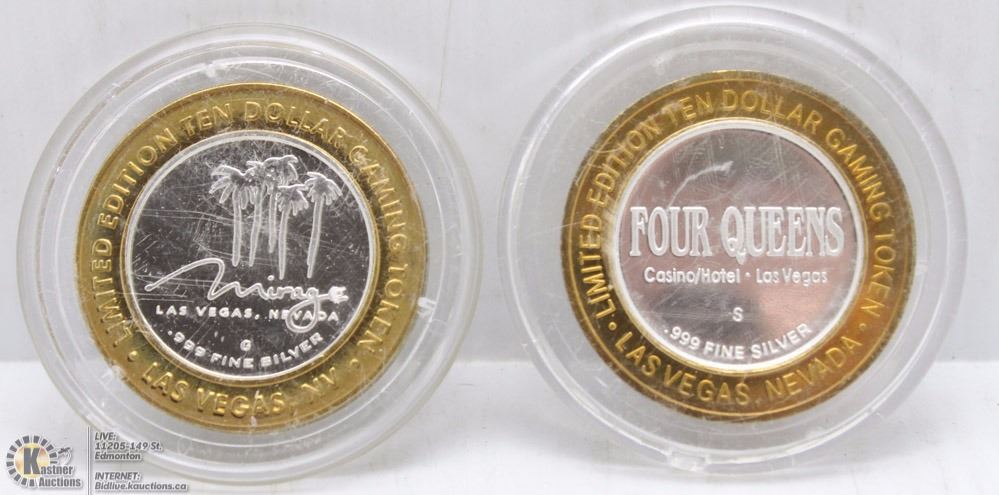 LIMITED EDITION TEN DOLLAR GAMING TOKEN
Mirage
LAS VEGAS, NEVADA
G
.999 FINE SILVER
• LAS VEGAS, NV •
LIMITED EDITION TEN DOLLAR GAMING TOKEN
FOUR QUEENS
Casino/Hotel • Las Vegas
S
.999 FINE SILVER
• LAS VEGAS, NEVADA •
Kastner
Auctions
LIVE:
11205-149 St.
Edmonton
INTERNET:
Bidlive.kauctions.ca